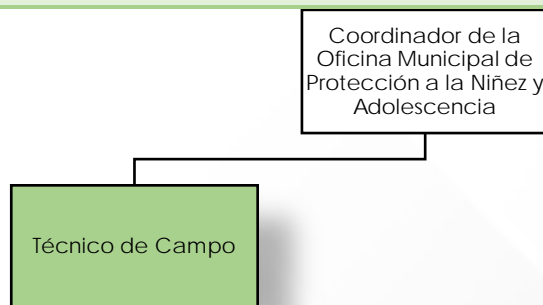 Coordinador de la
Oficina Municipal de
Protección a la Niñez y
Adolescencia
Técnico de Campo